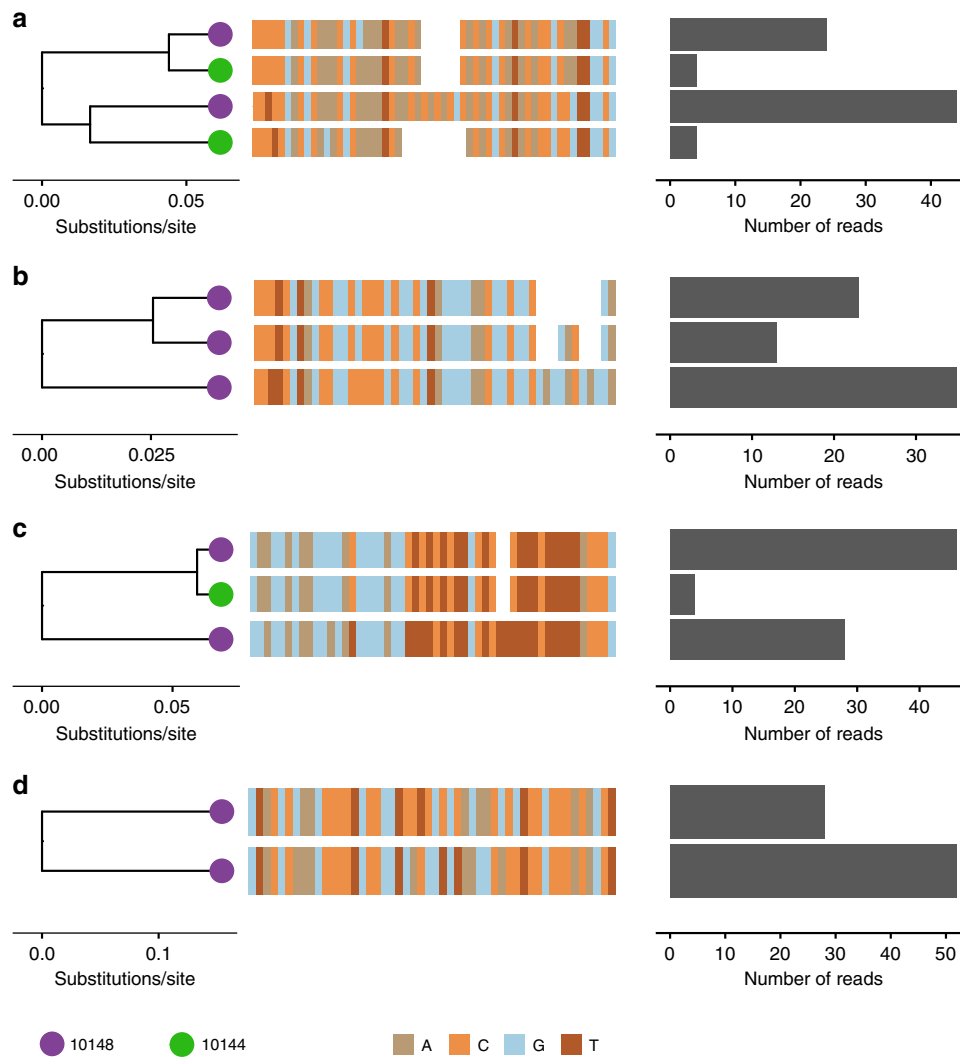 a
0.00 0.05
Substitutions/site
0 10 20 30 40
Number of reads
b
0.00 0.025
Substitutions/site
0 10 20 30
Number of reads
c
0.00 0.05
Substitutions/site
0 10 20 30 40
Number of reads
d
0.0 0.1
Substitutions/site
0 10 20 30 40 50
Number of reads
10148 10144 A C G T